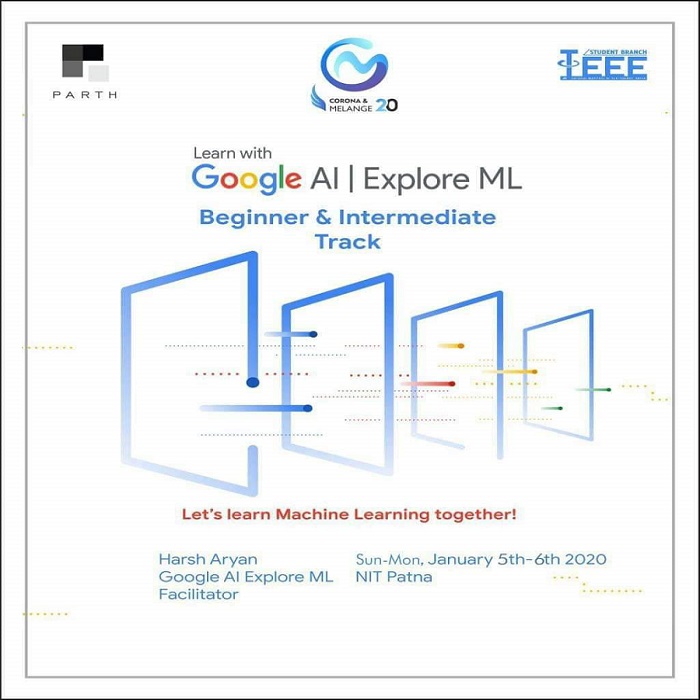 PARTH
CORONA &
MELANGE 20
STUDENT BRANCH
IEEE
Learn with
Google AI | Explore ML
Beginner & Intermediate
Track
Let's learn Machine Learning together!
Harsh Aryan
Google AI Explore ML
Facilitator
Sun-Mon, January 5th-6th 2020
NIT Patna